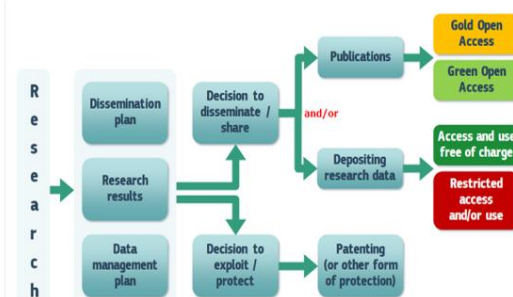 Research
Dissemination
plan
Research
results
Data
management
plan
Decision to
disseminate /
share
Decision to
exploit /
protect
and/or
Publications
Depositing
research data
Patenting
(or other form
of protection)
Gold Open
Access
Green Open
Access
Access and use
free of charge
Restricted
access
and/or use